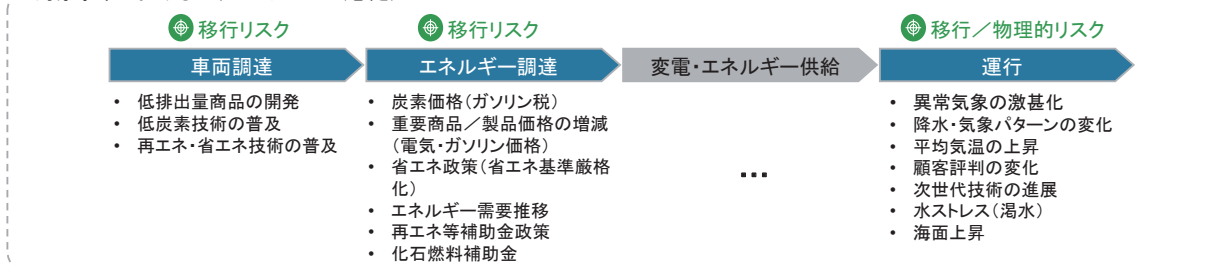 移行リスク
車両調達
• 低排出量商品の開発
• 低炭素技術の普及
• 再エネ・省エネ技術の普及
移行リスク
エネルギー調達
• 炭素価格(ガソリン税)
• 重要商品／製品価格の増減
(電気・ガソリン価格)
• 省エネ政策(省エネ基準厳格
化)
• エネルギー需要推移
• 再エネ等補助金政策
• 化石燃料補助金
変電・エネルギー供給
…
移行／物理的リスク
運行
• 異常気象の激甚化
• 降水・気象パターンの変化
• 平均気温の上昇
• 顧客評判の変化
• 次世代技術の進展
• 水ストレス(渇水)
• 海面上昇